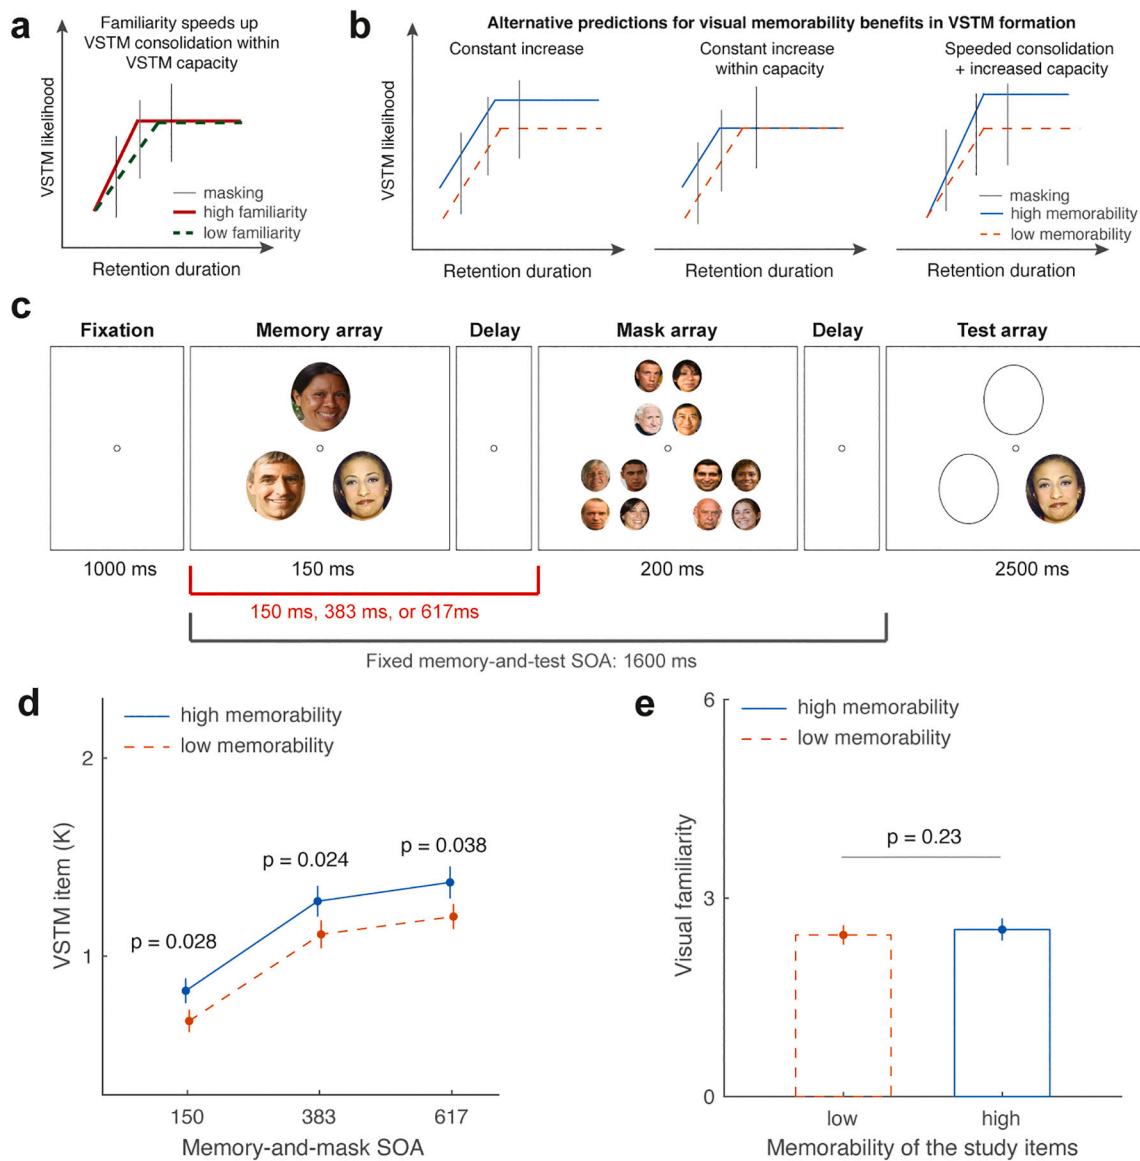 a
Familiarity speeds up
VSTM consolidation within
VSTM capacity
VSTM likelihood
masking
high familiarity
low familiarity
Retention duration
b
Alternative predictions for visual memorability benefits in VSTM formation
Constant increase
Constant increase
within capacity
Speeded consolidation
+ increased capacity
VSTM likelihood
masking
high memorability
low memorability
Retention duration
Retention duration
Retention duration
c
Fixation
Memory array
Delay
Mask array
Delay
Test array
1000 ms
150 ms
200 ms
2500 ms
150 ms, 383 ms, or 617ms
Fixed memory-and-test SOA: 1600 ms
d
high memorability
low memorability
VSTM item (K)
2
1
p = 0.028
p = 0.024
p = 0.038
150
383
617
Memory-and-mask SOA
e
high memorability
low memorability
Visual familiarity
6
3
0
p = 0.23
low
high
Memorability of the study items